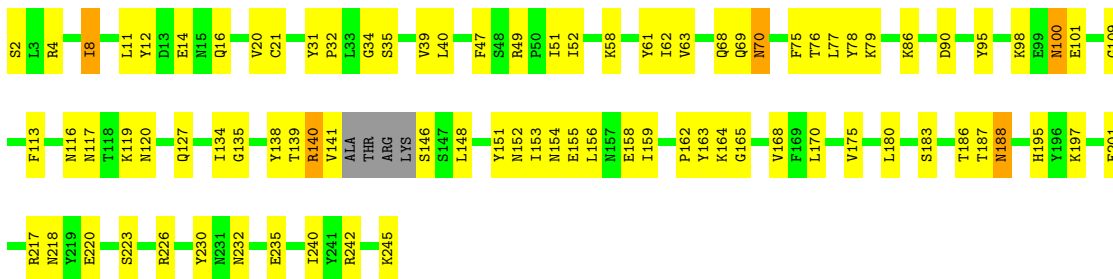 S2 L3 R4 I8 L11 Y12 D13 E14 N15 Q16 V20 C21 Y31 P32 L33 G34 S35 V39 L40 F47 S48 R49 P50 I51 I52 K58 Y61 I62 V63 Q68 Q69 N70 F75 T76 L77 Y78 K79 K86 D90 Y95 K98 E99 N100 E101 G109
F113 N116 N117 T118 K119 N120 Q127 I134 G135 Y138 T139 R140 V141 ALA THR ARG LYS S146 S147 L148 Y151 N152 I153 N154 E155 L156 N157 E158 I159 P162 Y163 K164 G165 V168 F169 L170 V175 L180 S183 T186 T187 N188 H195 Y196 K197
R217 N218 Y219 E220 S223 R226 Y230 N231 N232 E235 I240 Y241 R242 K245